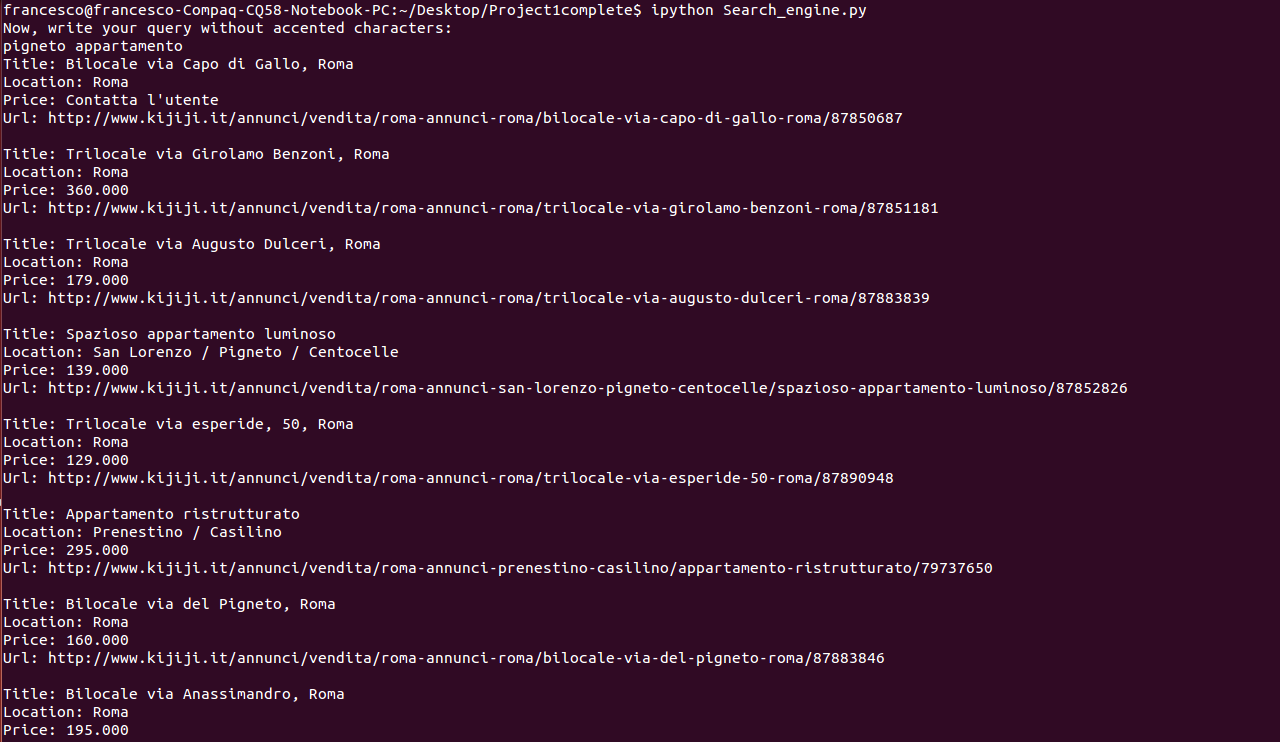 francesco@francesco-Compaq-CQ58-Notebook-PC:~/Desktop/Project1complete$ ipython Search_engine.py
Now, write your query without accented characters:
pigneto appartamento
Title: Bilocale via Capo di Gallo, Roma
Location: Roma
Price: Contatta l'utente
Url: http://www.kijiji.it/annunci/vendita/roma-annunci-roma/bilocale-via-capo-di-gallo-roma/87850687

Title: Trilocale via Girolamo Benzoni, Roma
Location: Roma
Price: 360.000
Url: http://www.kijiji.it/annunci/vendita/roma-annunci-roma/trilocale-via-girolamo-benzoni-roma/87851181

Title: Trilocale via Augusto Dulceri, Roma
Location: Roma
Price: 179.000
Url: http://www.kijiji.it/annunci/vendita/roma-annunci-roma/trilocale-via-augusto-dulceri-roma/87883839

Title: Spazioso appartamento luminoso
Location: San Lorenzo / Pigneto / Centocelle
Price: 139.000
Url: http://www.kijiji.it/annunci/vendita/roma-annunci-san-lorenzo-pigneto-centocelle/spazioso-appartamento-luminoso/87852826

Title: Trilocale via esperide, 50, Roma
Location: Roma
Price: 129.000
Url: http://www.kijiji.it/annunci/vendita/roma-annunci-roma/trilocale-via-esperide-50-roma/87890948

Title: Appartamento ristrutturato
Location: Prenestino / Casilino
Price: 295.000
Url: http://www.kijiji.it/annunci/vendita/roma-annunci-prenestino-casilino/appartamento-ristrutturato/79737650

Title: Bilocale via del Pigneto, Roma
Location: Roma
Price: 160.000
Url: http://www.kijiji.it/annunci/vendita/roma-annunci-roma/bilocale-via-del-pigneto-roma/87883846

Title: Bilocale via Anassimandro, Roma
Location: Roma
Price: 195.000